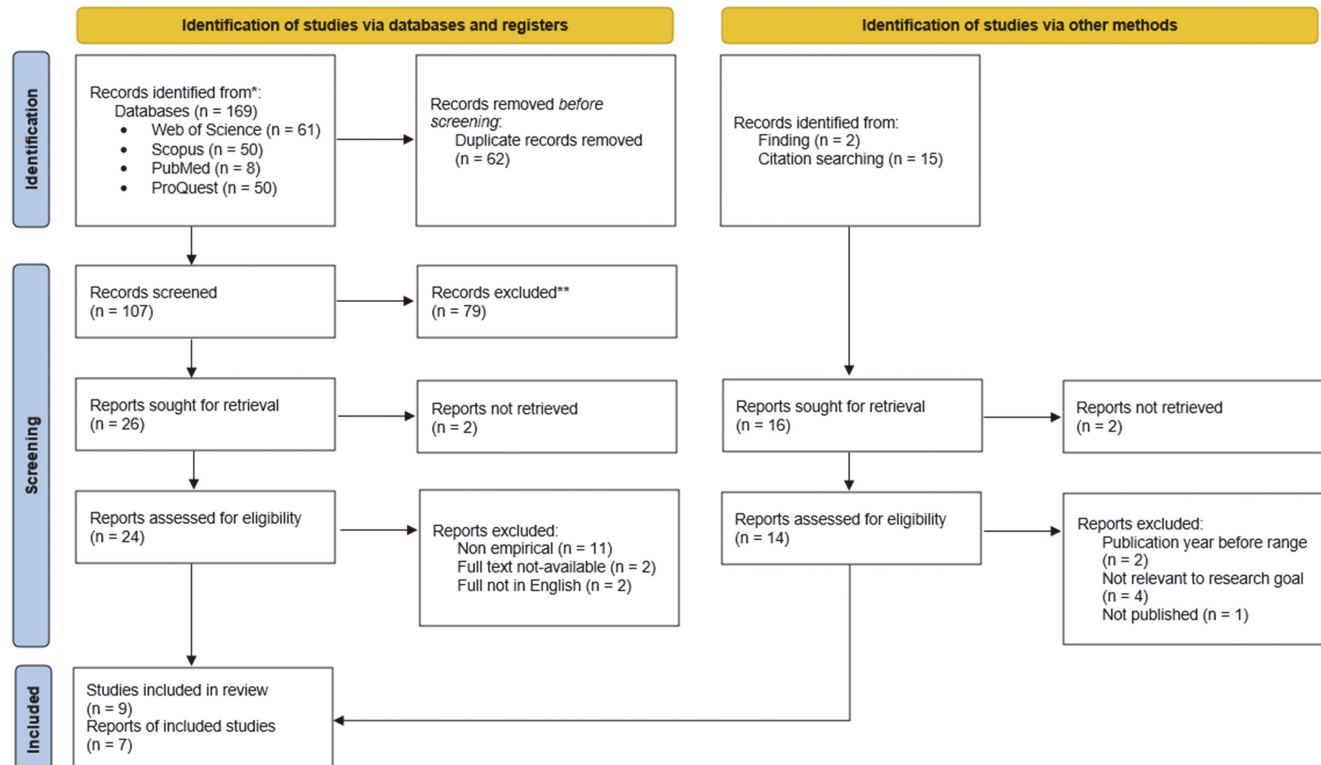 Identification of studies via databases and registers
Identification of studies via other methods
Identification
Records identified from*:
Databases (n = 169)
• Web of Science (n = 61)
• Scopus (n = 50)
• PubMed (n = 8)
• ProQuest (n = 50)
Records removed before
screening:
Duplicate records removed
(n = 62)
Records identified from:
Finding (n = 2)
Citation searching (n = 15)
Screening
Records screened
(n = 107)
Records excluded**
(n = 79)
Reports sought for retrieval
(n = 26)
Reports not retrieved
(n = 2)
Reports sought for retrieval
(n = 16)
Reports not retrieved
(n = 2)
Reports assessed for eligibility
(n = 24)
Reports excluded:
Non empirical (n = 11)
Full text not-available (n = 2)
Full not in English (n = 2)
Reports assessed for eligibility
(n = 14)
Reports excluded:
Publication year before range
(n = 2)
Not relevant to research goal
(n = 4)
Not published (n = 1)
Included
Studies included in review
(n = 9)
Reports of included studies
(n = 7)